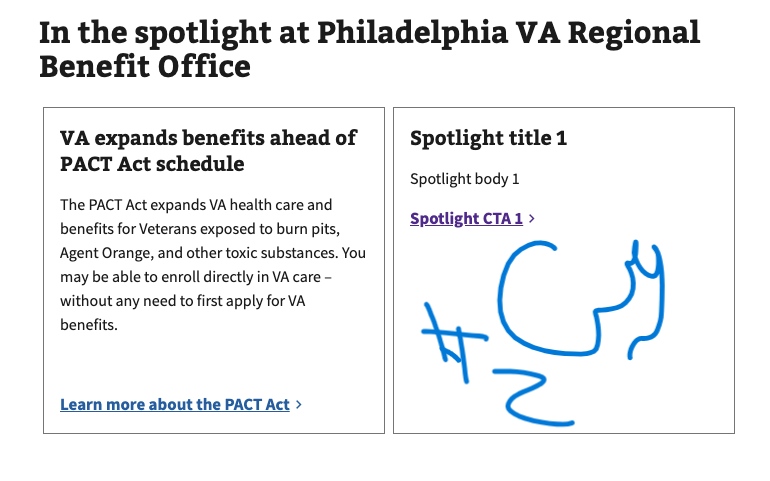 In the spotlight at Philadelphia VA Regional
Benefit Office
VA expands benefits ahead of
PACT Act schedule
The PACT Act expands VA health care and
benefits for Veterans exposed to burn pits,
Agent Orange, and other toxic substances. You
may be able to enroll directly in VA care –
without any need to first apply for VA
benefits.
Learn more about the PACT Act >
Spotlight title 1
Spotlight body 1
Spotlight CTA 1 >
#
2